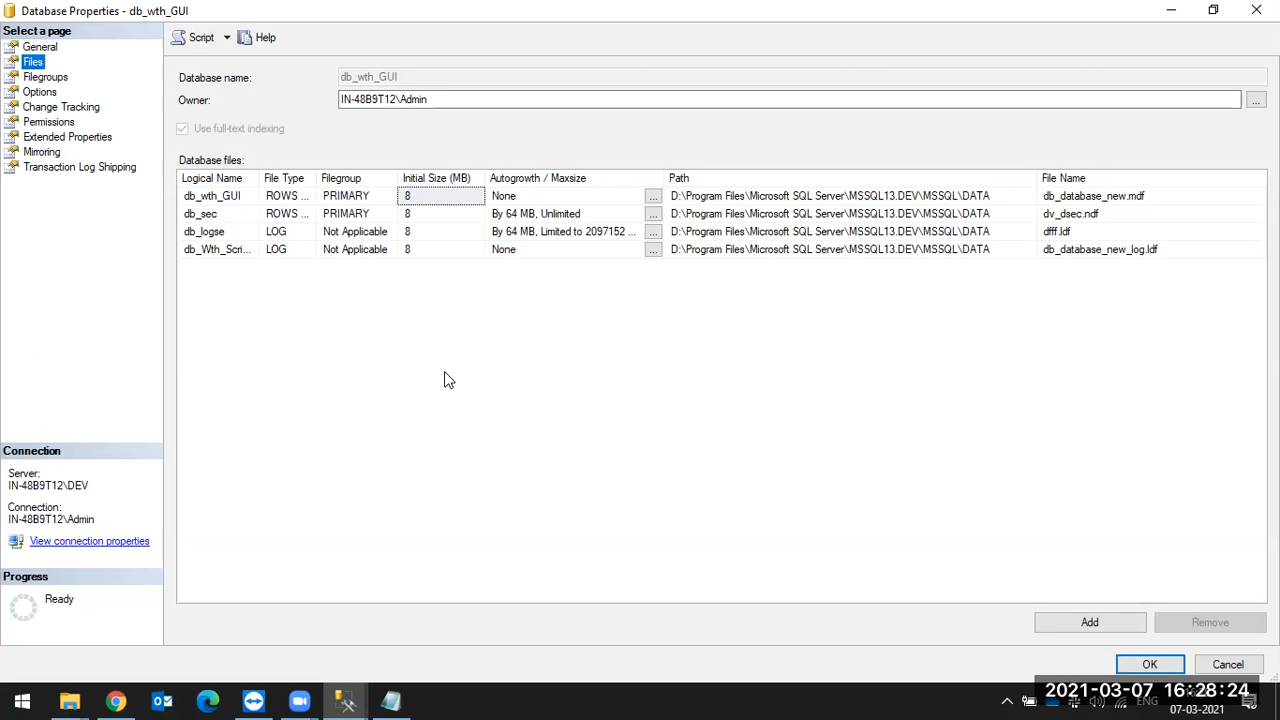 Database Properties - db_wth_GUI
Select a page
General
Files
Filegroups
Options
Change Tracking
Permissions
Extended Properties
Mirroring
Transaction Log Shipping
Script
Help
Database name: db_wth_GUI
Owner: IN-48B9T12\Admin ...
Use full-text indexing
Database files:
Logical Name File Type Filegroup Initial Size (MB) Autogrowth / Maxsize Path File Name
db_wth_GUI ROWS ... PRIMARY 8 None ... D:\Program Files\Microsoft SQL Server\MSSQL13.DEV\MSSQL\DATA db_database_new.mdf
db_sec ROWS ... PRIMARY 8 By 64 MB, Unlimited ... D:\Program Files\Microsoft SQL Server\MSSQL13.DEV\MSSQL\DATA dv_dsec.ndf
db_logse LOG Not Applicable 8 By 64 MB, Limited to 2097152 ... ... D:\Program Files\Microsoft SQL Server\MSSQL13.DEV\MSSQL\DATA dfff.ldf
db_Wth_Scri... LOG Not Applicable 8 None ... D:\Program Files\Microsoft SQL Server\MSSQL13.DEV\MSSQL\DATA db_database_new_log.ldf
Connection
Server:
IN-48B9T12\DEV
Connection:
IN-48B9T12\Admin
View connection properties
Progress
Ready
Add
Remove
OK
Cancel
2021-03-07 16:28:24
ENG
07-03-2021